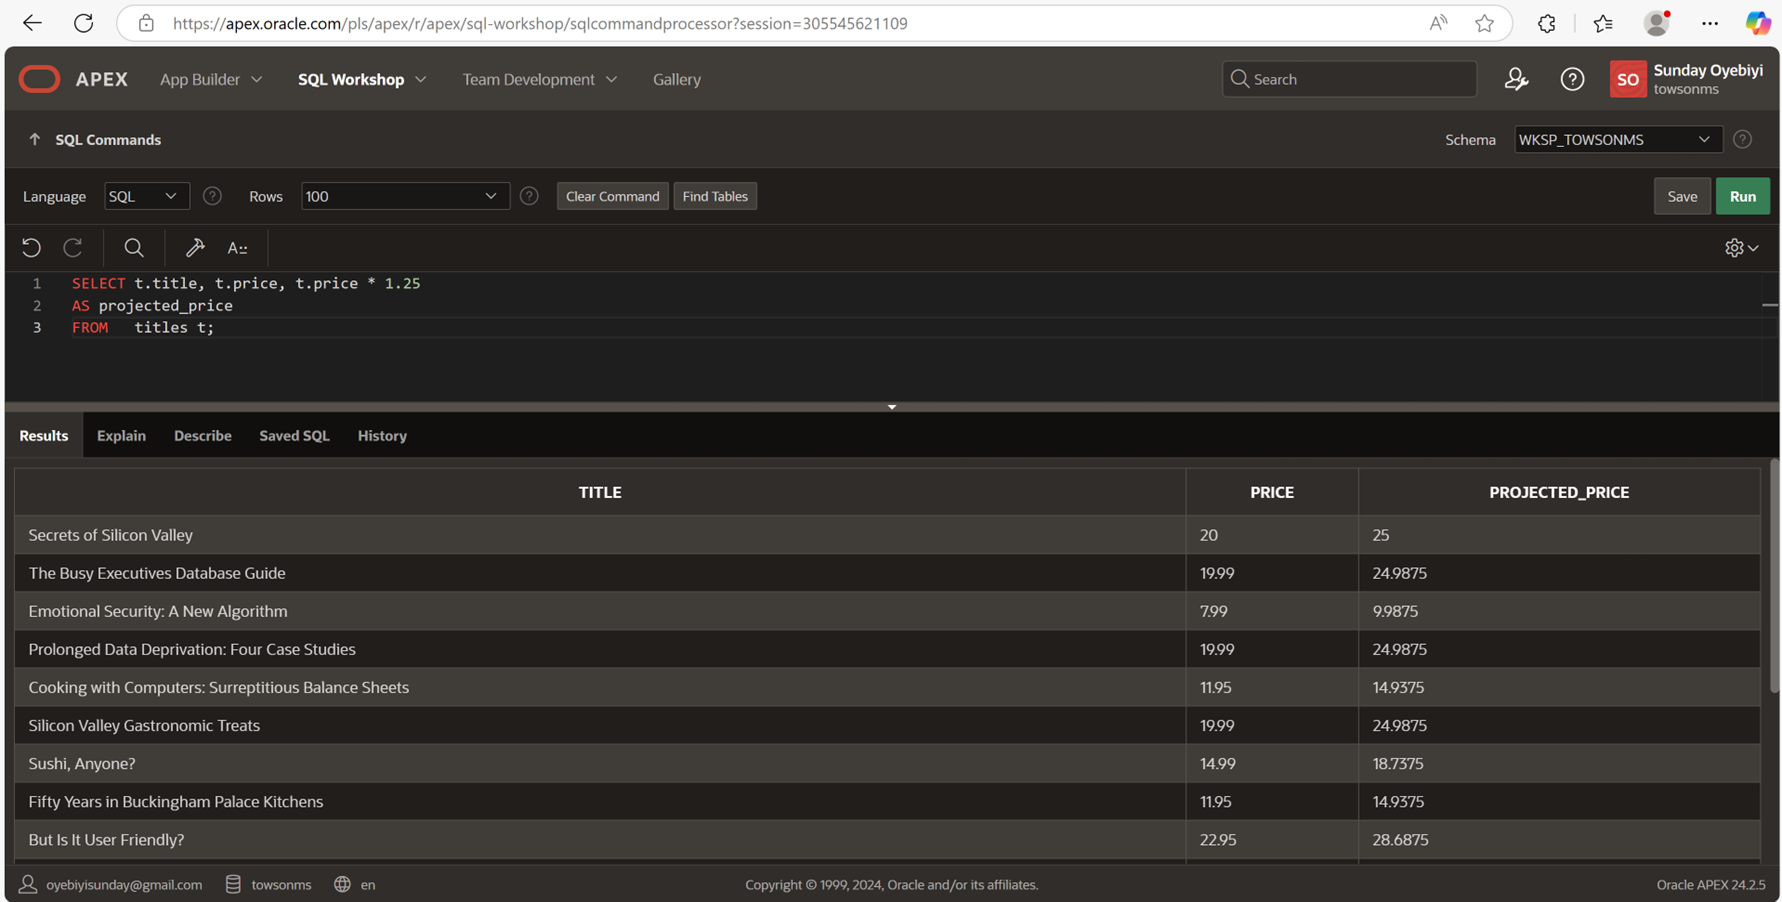 https://apex.oracle.com/pls/apex/r/apex/sql-workshop/sqlcommandprocessor?session=305545621109
APEX App Builder SQL Workshop Team Development Gallery Search SO Sunday Oyebiyi
towsonms
SQL Commands Schema WKSP_TOWSONMS
Language SQL Rows 100 Clear Command Find Tables Save Run
1 SELECT t.title, t.price, t.price * 1.25
2 AS projected_price
3 FROM   titles t;
Results Explain Describe Saved SQL History
TITLE PRICE PROJECTED_PRICE
Secrets of Silicon Valley 20 25
The Busy Executives Database Guide 19.99 24.9875
Emotional Security: A New Algorithm 7.99 9.9875
Prolonged Data Deprivation: Four Case Studies 19.99 24.9875
Cooking with Computers: Surreptitious Balance Sheets 11.95 14.9375
Silicon Valley Gastronomic Treats 19.99 24.9875
Sushi, Anyone? 14.99 18.7375
Fifty Years in Buckingham Palace Kitchens 11.95 14.9375
But Is It User Friendly? 22.95 28.6875
oyebiyisunday@gmail.com towsonms en Copyright © 1999, 2024, Oracle and/or its affiliates. Oracle APEX 24.2.5